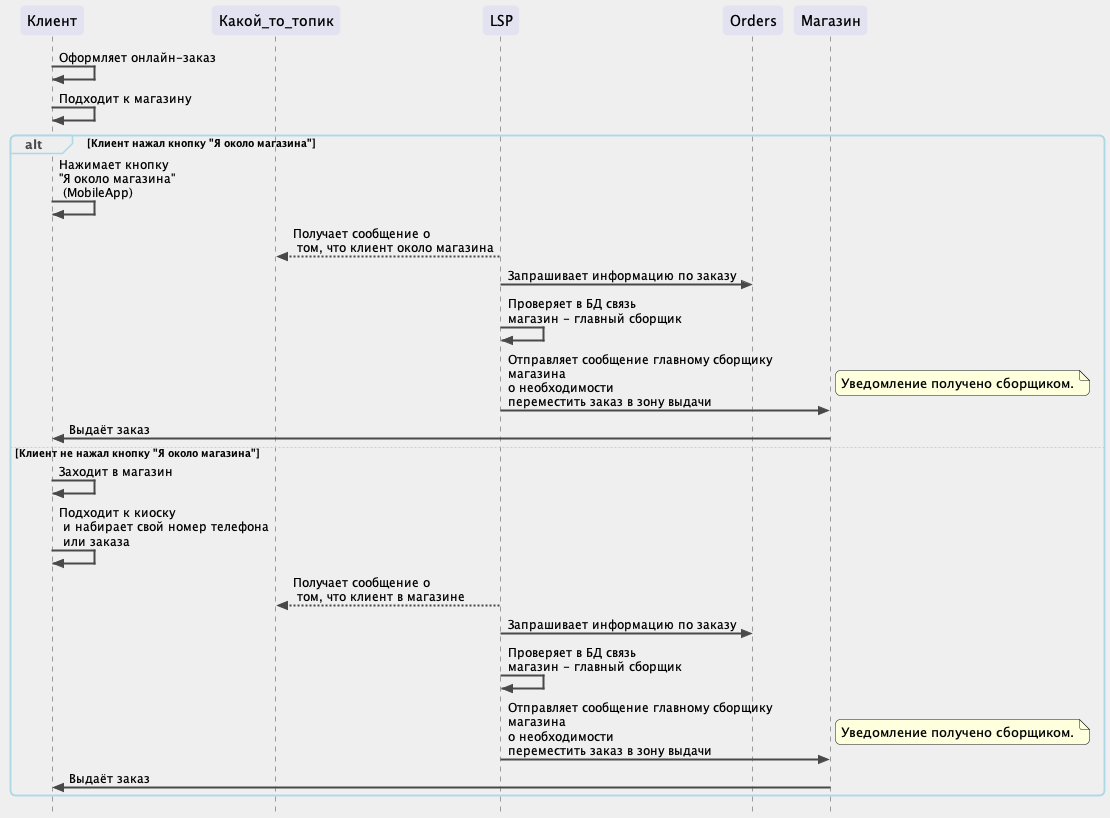 Клиент
Какой_то_топик
LSP
Orders
Магазин
Оформляет онлайн-заказ
Подходит к магазину
alt
[Клиент нажал кнопку "Я около магазина"]
Нажимает кнопку
"Я около магазина"
(MobileApp)
Получает сообщение о
том, что клиент около магазина
Запрашивает информацию по заказу
Проверяет в БД связь
магазин - главный сборщик
Отправляет сообщение главному сборщику
магазина
о необходимости
переместить заказ в зону выдачи
Уведомление получено сборщиком.
Выдаёт заказ
[Клиент не нажал кнопку "Я около магазина"]
Заходит в магазин
Подходит к киоску
и набирает свой номер телефона
или заказа
Получает сообщение о
том, что клиент в магазине
Запрашивает информацию по заказу
Проверяет в БД связь
магазин - главный сборщик
Отправляет сообщение главному сборщику
магазина
о необходимости
переместить заказ в зону выдачи
Уведомление получено сборщиком.
Выдаёт заказ